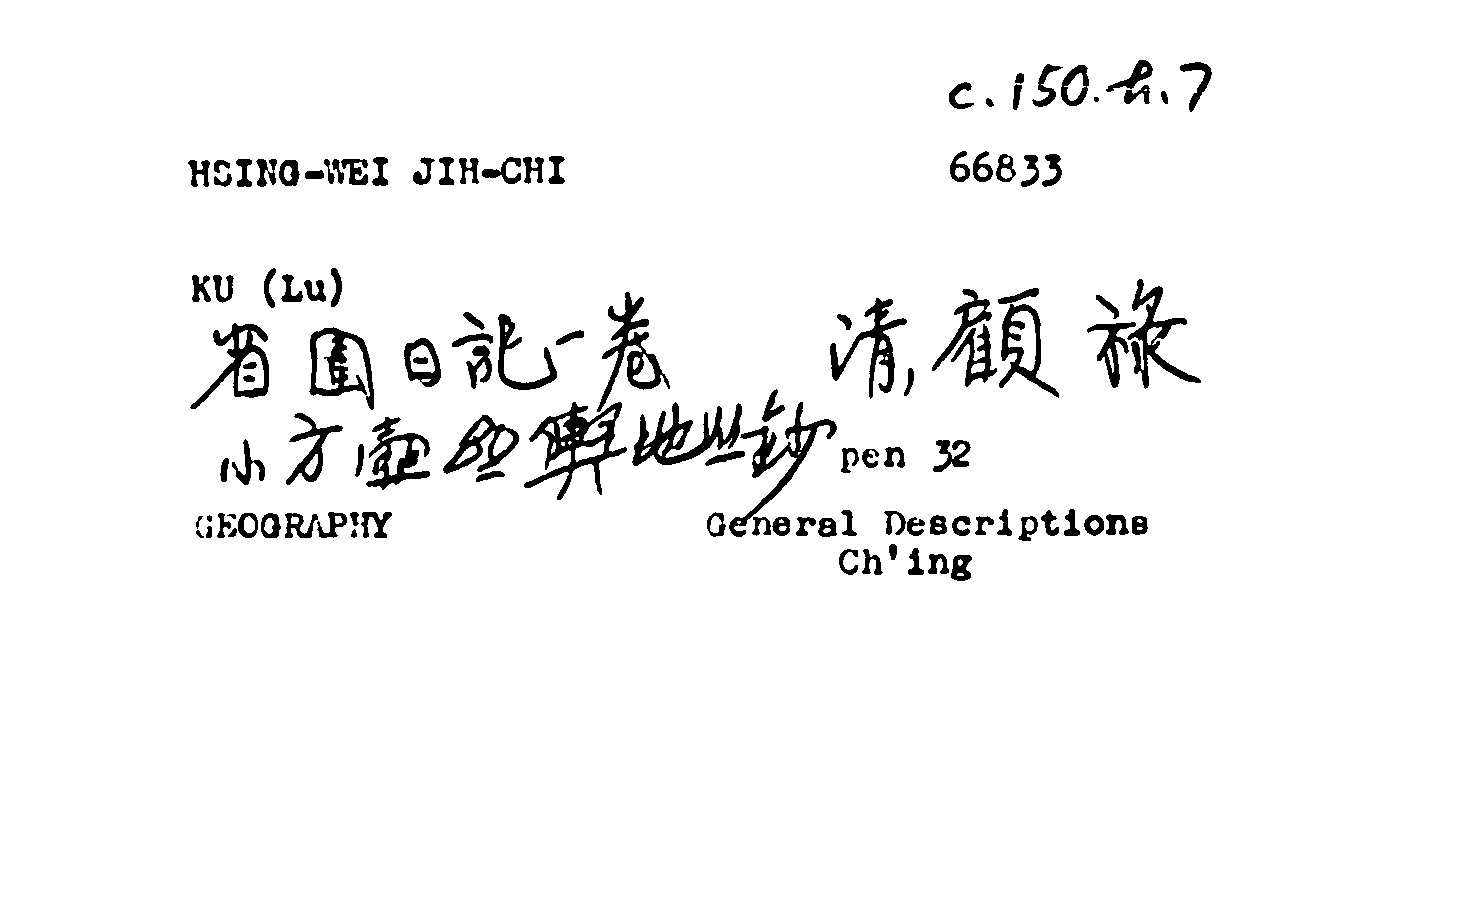 c.150.h.7
HSING-WEI JIH-CHI 66833
KU (Lu)
省闈日記一卷 清,顧祿
小方壺齋輿地丛鈔 pen 32
GEOGRAPHY General Descriptions
Ch'ing